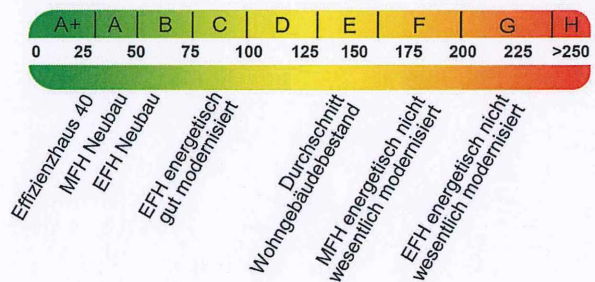 A+ A B C D E F G H
0 25 50 75 100 125 150 175 200 225 >250
Effizienzhaus 40
MFH Neubau
EFH Neubau
EFH energetisch
gut modernisiert
Durchschnitt
Wohngebäudebestand
MFH energetisch nicht
wesentlich modernisiert
EFH energetisch nicht
wesentlich modernisiert